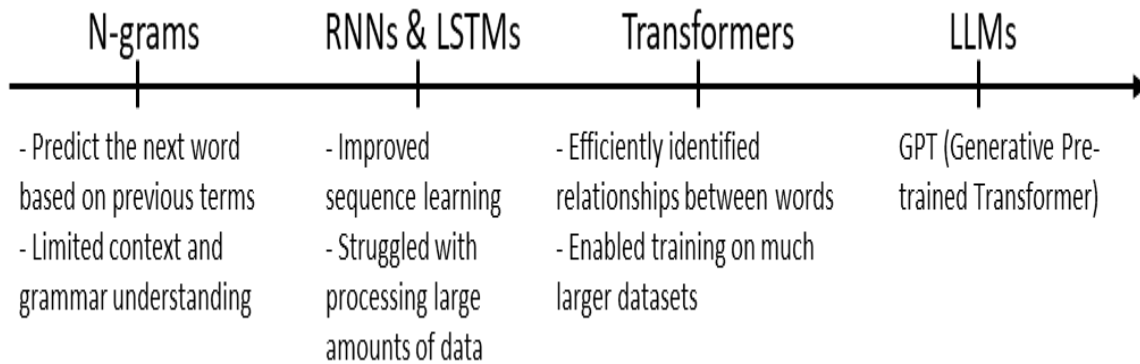 N-grams
RNNs & LSTMs
Transformers
LLMs
- Predict the next word
based on previous terms
- Limited context and
grammar understanding
- Improved
sequence learning
- Struggled with
processing large
amounts of data
- Efficiently identified
relationships between words
- Enabled training on much
larger datasets
GPT (Generative Pre-
trained Transformer)